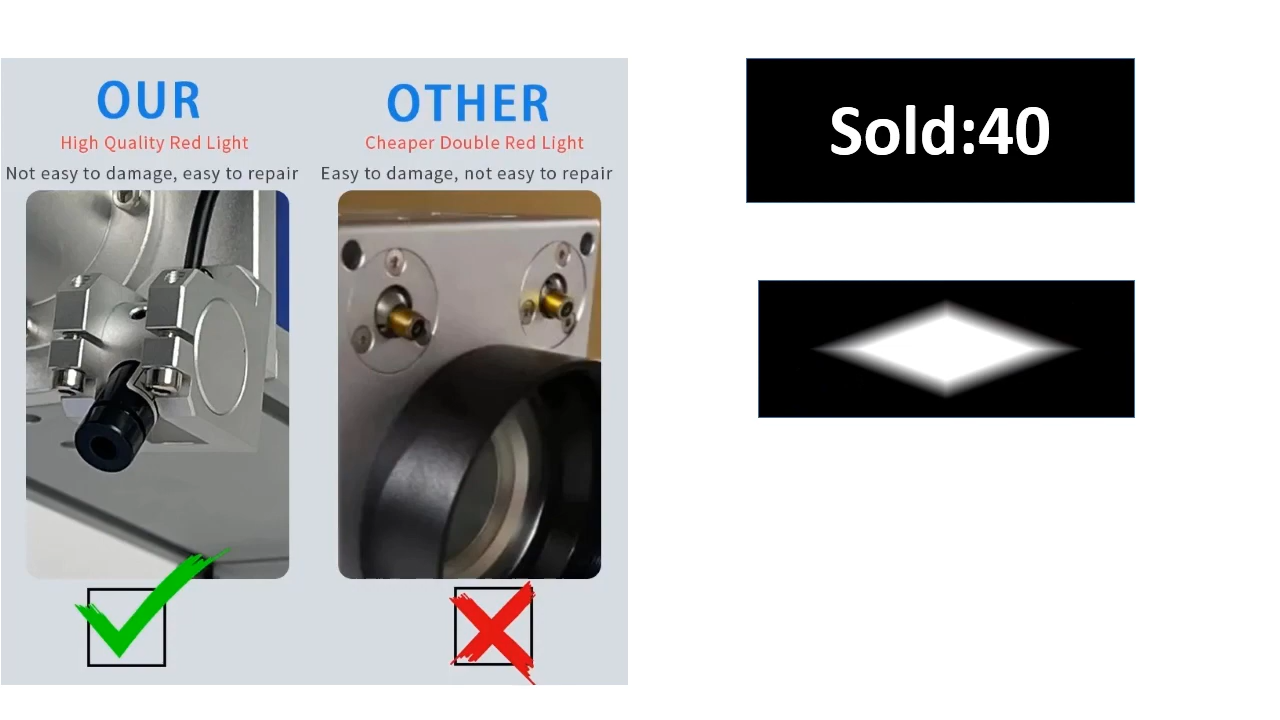 OUR
High Quality Red Light
Not easy to damage, easy to repair
OTHER
Cheaper Double Red Light
Easy to damage, not easy to repair
Sold:40